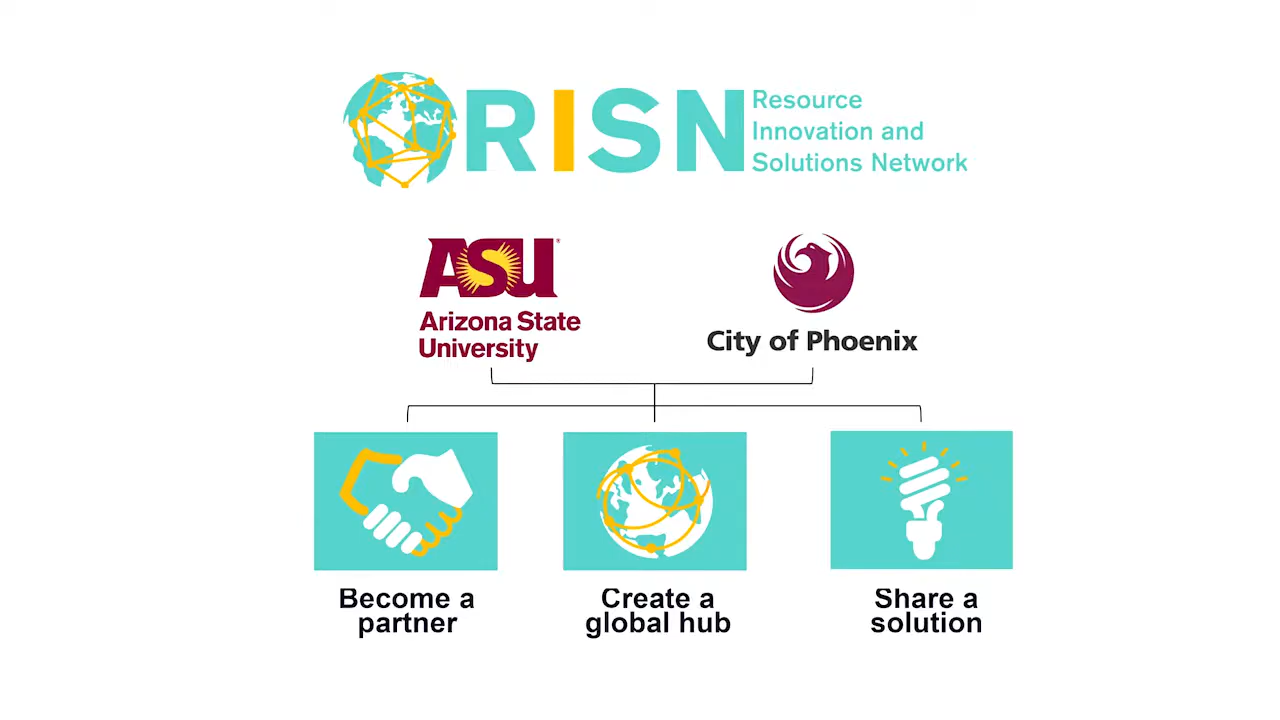 RISN
Resource
Innovation and
Solutions Network
ASU®
Arizona State
University
City of Phoenix
Become a
partner
Create a
global hub
Share a
solution